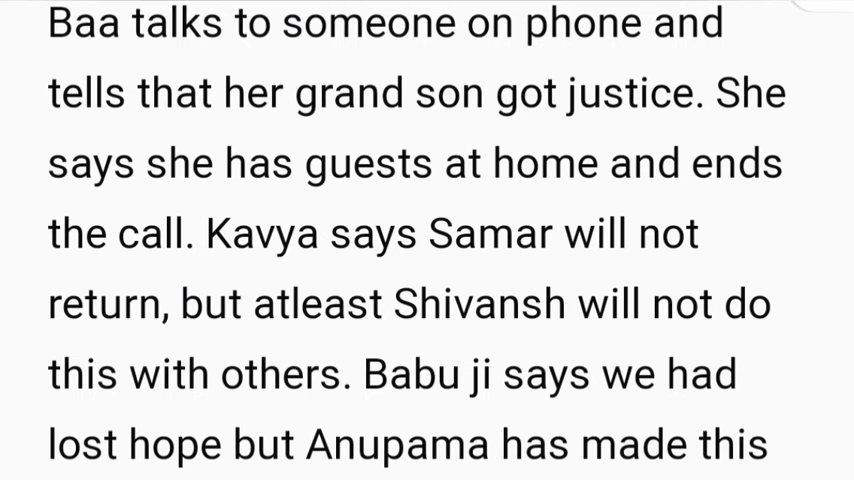 Baa talks to someone on phone and
tells that her grand son got justice. She
says she has guests at home and ends
the call. Kavya says Samar will not
return, but atleast Shivansh will not do
this with others. Babu ji says we had
lost hope but Anupama has made this